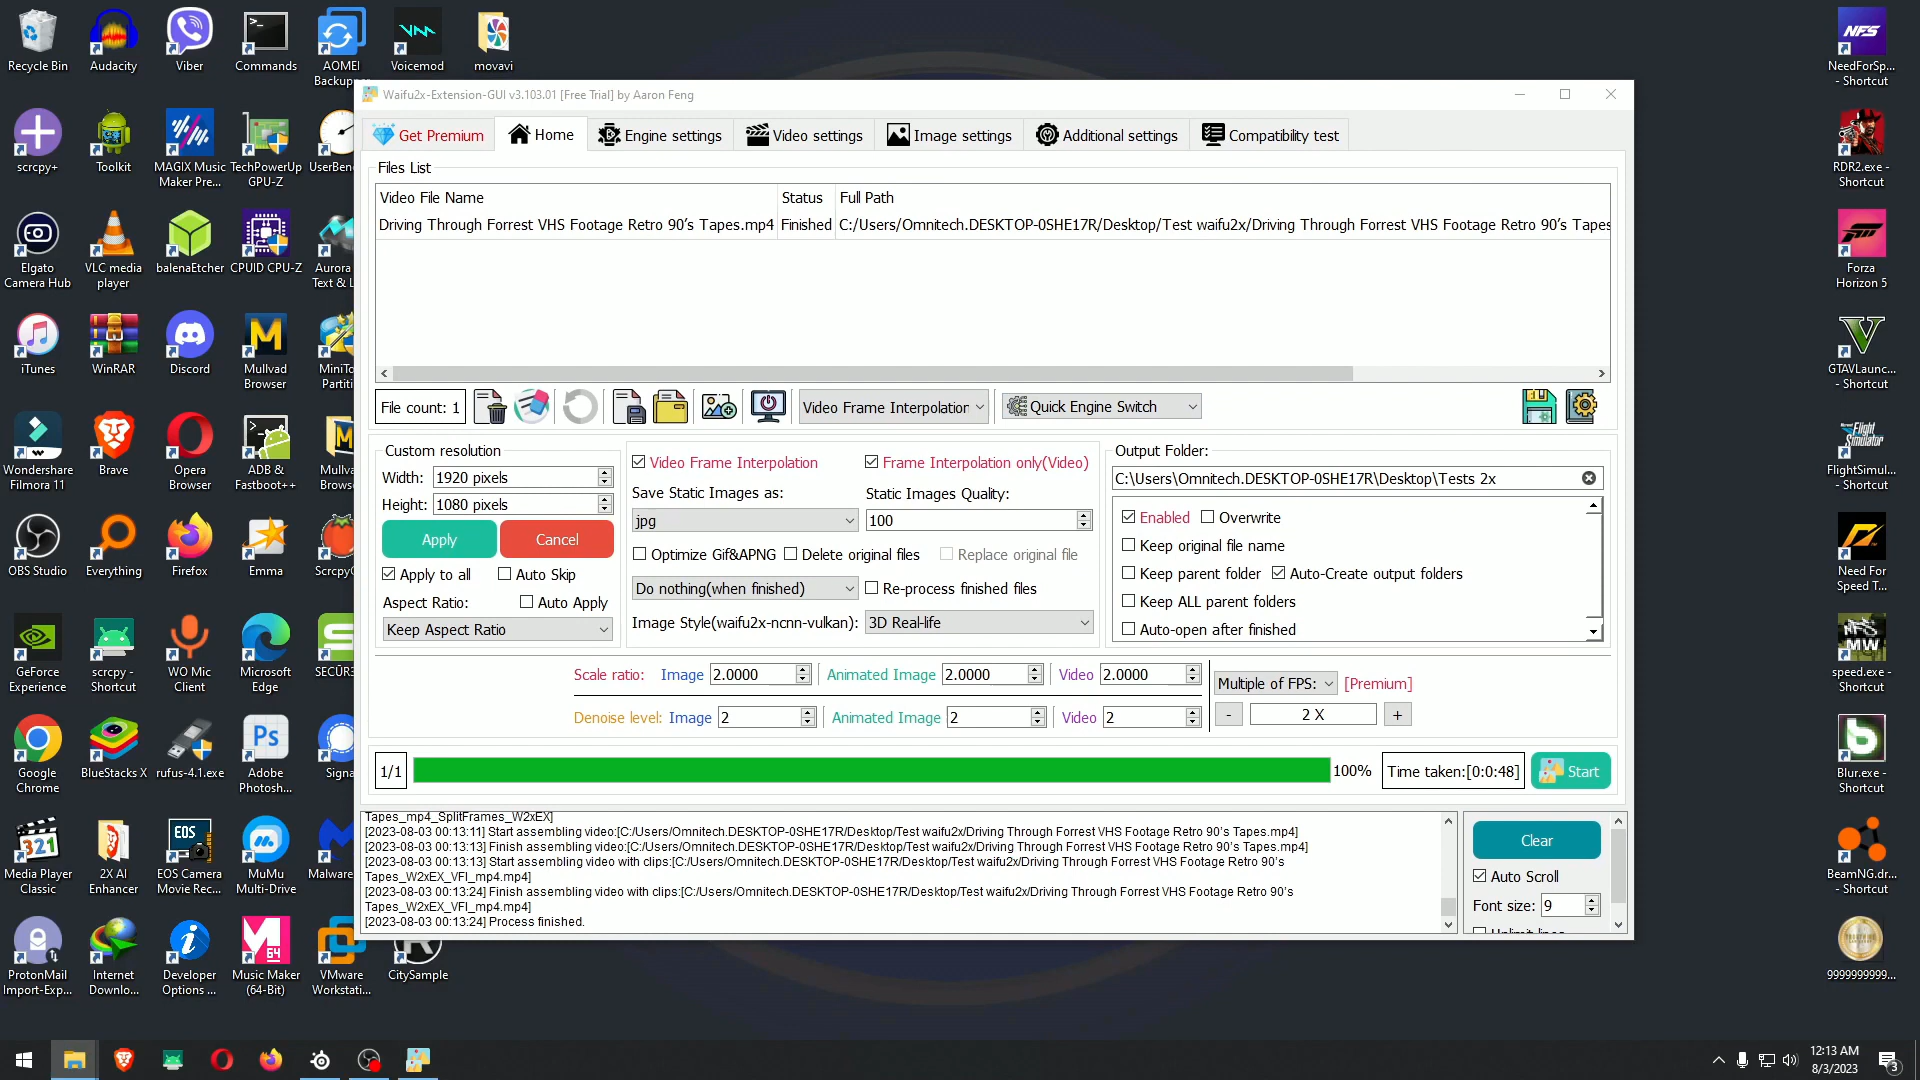 Recycle Bin
Audacity
Viber
Commands
AOMEI
Backup
Voicemod
movavi
scrcpy+
Toolkit
MAGIX Music
Maker Pre...
TechPowerUp
GPU-Z
UserBen
Elgato
Camera Hub
VLC media
player
balenaEtcher
CPUID CPU-Z
Aurora
Text & L
iTunes
WinRAR
Discord
Mullvad
Browser
MiniTo
Partiti
Wondershare
Filmora 11
Brave
Opera
Browser
ADB &
Fastboot++
Mullva
Brows
OBS Studio
Everything
Firefox
Emma
Scrcpy
GeForce
Experience
scrcpy -
Shortcut
WO Mic
Client
Microsoft
Edge
SECŪR
Google
Chrome
BlueStacks X
rufus-4.1.exe
Adobe
Photosh...
Signa
Media Player
Classic
2X AI
Enhancer
EOS Camera
Movie Rec...
MuMu
Multi-Drive
Malware
ProtonMail
Import-Exp...
Internet
Downlo...
Developer
Options ...
Music Maker
(64-Bit)
VMware
Workstati...
CitySample
Waifu2x-Extension-GUI v3.103.01 [Free Trial] by Aaron Feng
Get Premium
Home
Engine settings
Video settings
Image settings
Additional settings
Compatibility test
Files List
Video File Name Status Full Path
Driving Through Forrest VHS Footage Retro 90’s Tapes.mp4 Finished C:/Users/Omnitech.DESKTOP-0SHE17R/Desktop/Test waifu2x/Driving Through Forrest VHS Footage Retro 90’s Tapes
File count: 1
Video Frame Interpolation
Quick Engine Switch
Custom resolution
Width: 1920 pixels
Height: 1080 pixels
Apply Cancel
Apply to all Auto Skip
Aspect Ratio: Auto Apply
Keep Aspect Ratio
Video Frame Interpolation Frame Interpolation only(Video)
Save Static Images as: Static Images Quality:
jpg 100
Optimize Gif&APNG Delete original files Replace original file
Do nothing(when finished) Re-process finished files
Image Style(waifu2x-ncnn-vulkan): 3D Real-life
Output Folder:
C:\Users\Omnitech.DESKTOP-0SHE17R\Desktop\Tests 2x
Enabled Overwrite
Keep original file name
Keep parent folder Auto-Create output folders
Keep ALL parent folders
Auto-open after finished
Scale ratio: Image 2.0000 Animated Image 2.0000 Video 2.0000
Denoise level: Image 2 Animated Image 2 Video 2
Multiple of FPS: [Premium]
- 2 X +
1/1 100% Time taken:[0:0:48] Start
Tapes_mp4_SplitFrames_W2xEX]
[2023-08-03 00:13:11] Start assembling video:[C:/Users/Omnitech.DESKTOP-0SHE17R/Desktop/Test waifu2x/Driving Through Forrest VHS Footage Retro 90’s Tapes.mp4]
[2023-08-03 00:13:13] Finish assembling video:[C:/Users/Omnitech.DESKTOP-0SHE17R/Desktop/Test waifu2x/Driving Through Forrest VHS Footage Retro 90’s Tapes.mp4]
[2023-08-03 00:13:13] Start assembling video with clips:[C:/Users/Omnitech.DESKTOP-0SHE17R/Desktop/Test waifu2x/Driving Through Forrest VHS Footage Retro 90’s
Tapes_W2xEX_VFI_mp4.mp4]
[2023-08-03 00:13:24] Finish assembling video with clips:[C:/Users/Omnitech.DESKTOP-0SHE17R/Desktop/Test waifu2x/Driving Through Forrest VHS Footage Retro 90’s
Tapes_W2xEX_VFI_mp4.mp4]
[2023-08-03 00:13:24] Process finished.
Clear
Auto Scroll
Font size: 9
NeedForSp...
- Shortcut
RDR2.exe -
Shortcut
Forza
Horizon 5
GTAVLaunc...
- Shortcut
FlightSimul...
- Shortcut
Need For
Speed T...
speed.exe -
Shortcut
Blur.exe -
Shortcut
BeamNG.dr...
- Shortcut
9999999999...
12:13 AM
8/3/2023
3